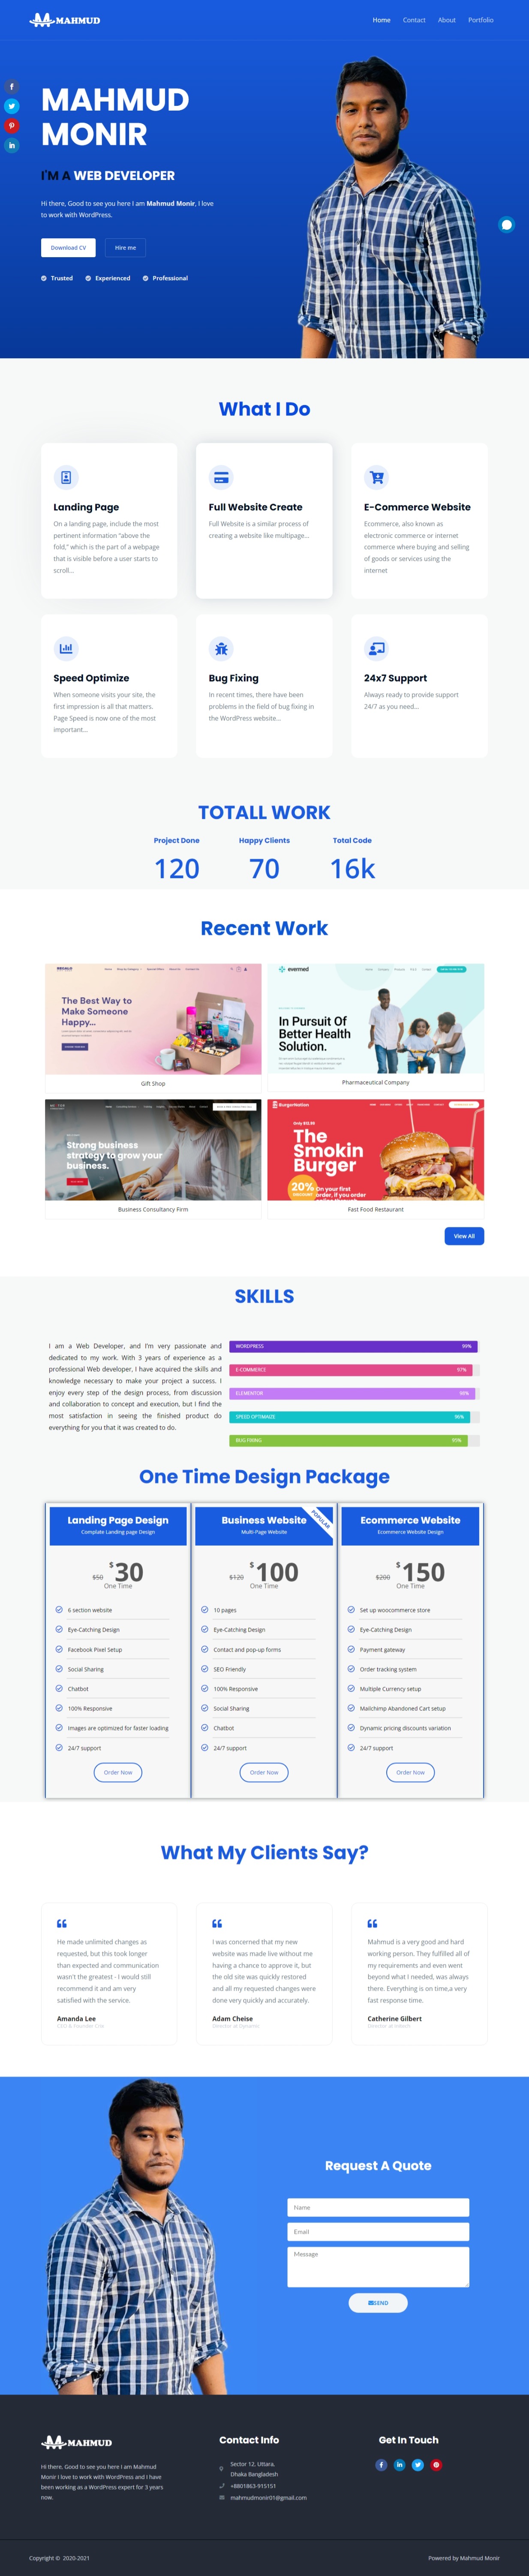 MAHMUD
Home Contact About Portfolio
MAHMUD
MONIR
I'M A WEB DEVELOPER
Hi there, Good to see you here I am Mahmud Monir, I love
to work with WordPress.
Download CV Hire me
Trusted Experienced Professional
What I Do
Landing Page
On a landing page, include the most
pertinent information "above the
fold," which is the part of a webpage
that is visible before a user starts to
scroll...
Full Website Create
Full Website is a similar process of
creating a website like multipage...
E-Commerce Website
Ecommerce, also known as
electronic commerce or internet
commerce where buying and selling
of goods or services using the
internet
Speed Optimize
When someone visits your site, the
first impression is all that matters.
Page Speed is now one of the most
important...
Bug Fixing
In recent times, there have been
problems in the field of bug fixing in
the WordPress website...
24x7 Support
Always ready to provide support
24/7 as you need...
TOTALL WORK
Project Done Happy Clients Total Code
120 70 16k
Recent Work
The Best Way to
Make Someone
Happy...
Gift Shop
evermed
In Pursuit Of
Better Health
Solution.
Pharmaceutical Company
Strong business
strategy to grow your
business.
Business Consultancy Firm
BurgerNation
Only $12.99
The
Smokin
Burger
20%
on your first
order, if you order
Fast Food Restaurant
View All
SKILLS
I am a Web Developer, and I'm very passionate and
dedicated to my work. With 3 years of experience as a
professional Web developer, I have acquired the skills and
knowledge necessary to make your project a success. I
enjoy every step of the design process, from discussion
and collaboration to concept and execution, but I find the
most satisfaction in seeing the finished product do
everything for you that it was created to do.
WORDPRESS 99%
E-COMMERCE 97%
ELEMENTOR 98%
SPEED OPTIMAIZE 96%
BUG FIXING 95%
One Time Design Package
Landing Page Design
Complate Landing page Design
$50 $30
One Time
6 section website
Eye-Catching Design
Facebook Pixel Setup
Social Sharing
Chatbot
100% Responsive
Images are optimized for faster loading
24/7 support
Order Now
Business Website
Multi-Page Website
POPULAR
$120 $100
One Time
10 pages
Eye-Catching Design
Contact and pop-up forms
SEO Friendly
100% Responsive
Social Sharing
Chatbot
24/7 support
Order Now
Ecommerce Website
Ecommerce Website Design
$200 $150
One Time
Set up woocommerce store
Eye-Catching Design
Payment gateway
Order tracking system
Multiple Currency setup
Mailchimp Abandoned Cart setup
Dynamic pricing discounts variation
24/7 support
Order Now
What My Clients Say?
He made unlimited changes as
requested, but this took longer
than expected and communication
wasn't the greatest - I would still
recommend it and am very
satisfied with the service.
Amanda Lee
I was concerned that my new
website was made live without me
having a chance to approve it, but
the old site was quickly restored
and all my requested changes were
done very quickly and accurately.
Adam Cheise
Mahmud is a very good and hard
working person. They fulfilled all of
my requirements and even went
beyond what I needed, was always
there. Everything is on time,a very
fast response time.
Catherine Gilbert
Request A Quote
Name
Email
Message
SEND
MAHMUD
Hi there, Good to see you here I am Mahmud
Monir I love to work with WordPress and I have
been working as a WordPress expert for 3 years
now.
Contact Info
Sector 12, Uttara,
Dhaka Bangladesh
+8801863-915151
mahmudmonir01@gmail.com
Get In Touch
Copyright © 2020-2021
Powered by Mahmud Monir